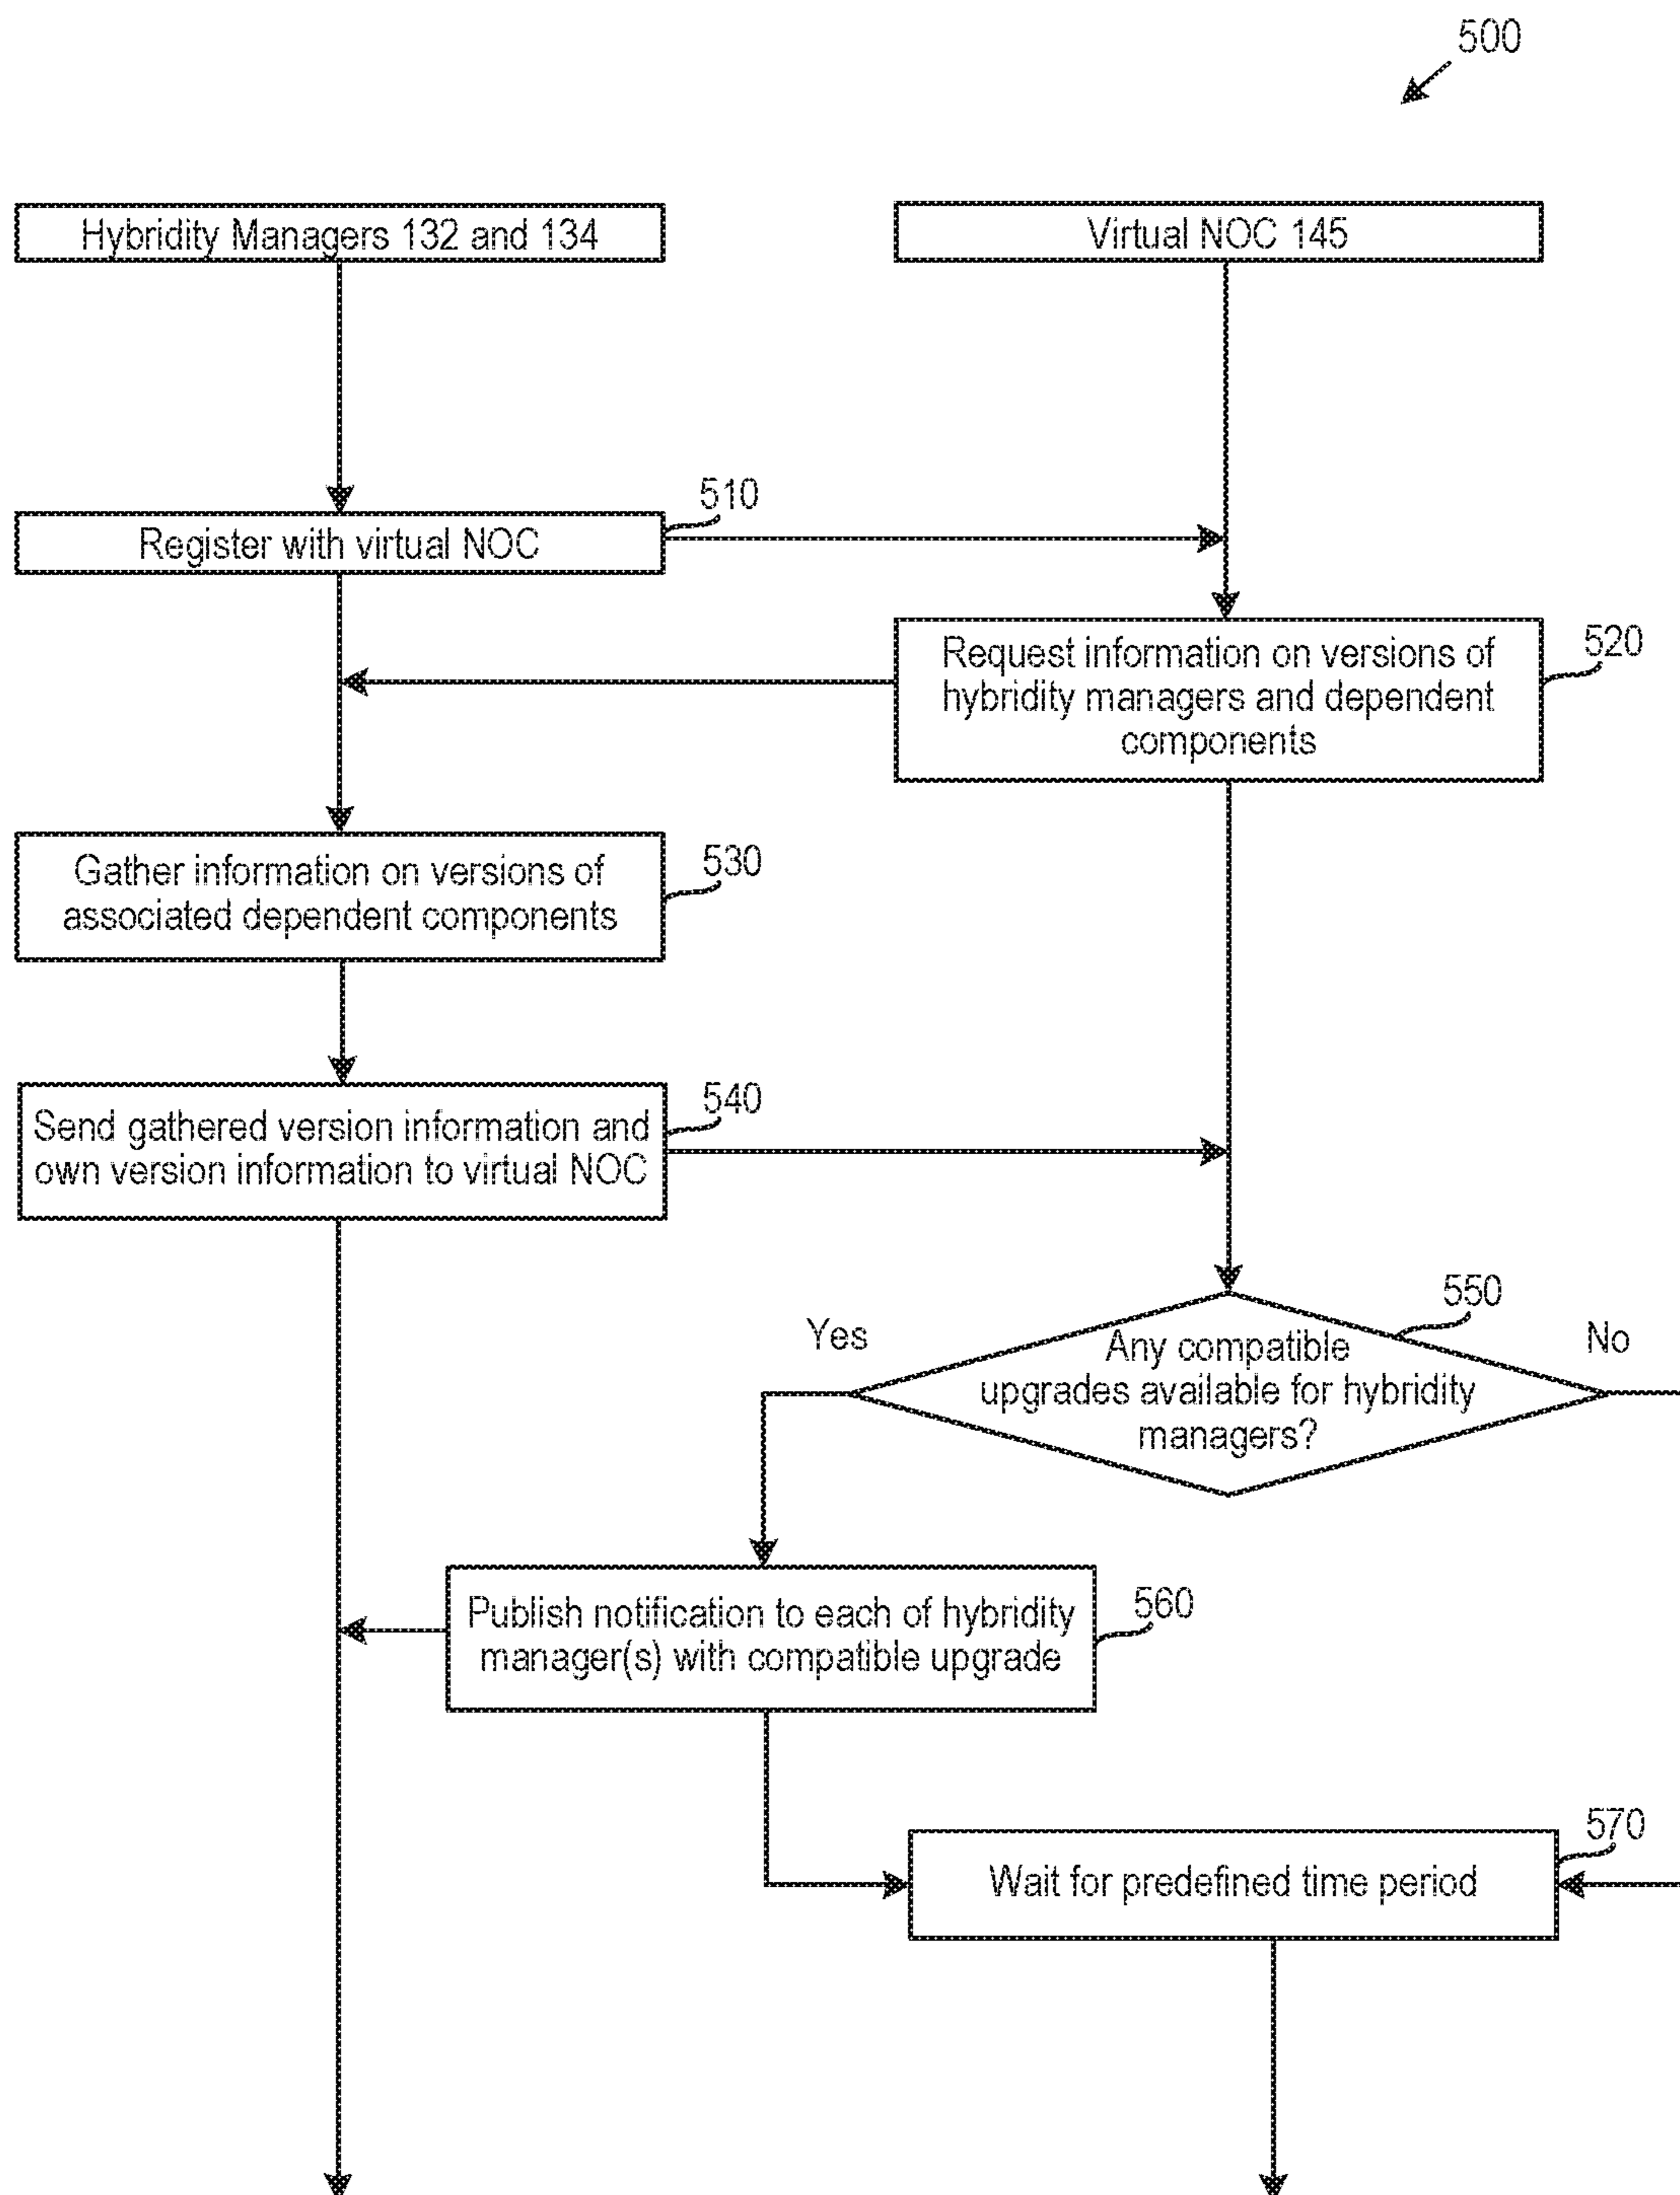 500
Hybridity Managers 132 and 134
Virtual NOC 145
510
Register with virtual NOC
520
Request information on versions of
hybridity managers and dependent
components
530
Gather information on versions of
associated dependent components
540
Send gathered version information and
own version information to virtual NOC
550
Yes
No
Any compatible
upgrades available for hybridity
managers?
560
Publish notification to each of hybridity
manager(s) with compatible upgrade
570
Wait for predefined time period